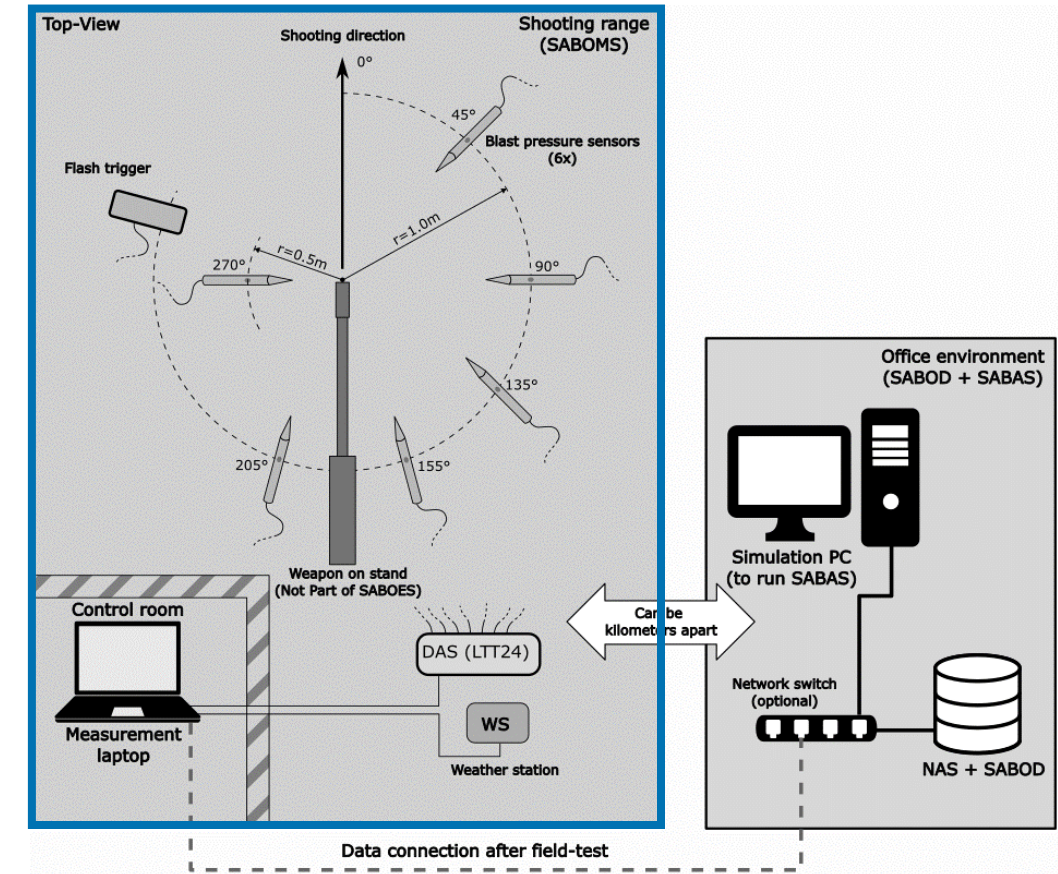 Top-View
Shooting range
(SABOMS)
Shooting direction
0°
45°
Blast pressure sensors
(6x)
Flash trigger
r=1.0m
r=0.5m
270°
90°
135°
205°
155°
Weapon on stand
(Not Part of SABOES)
Control room
Measurement
laptop
DAS (LTT24)
WS
Weather station
Can be
kilometers apart
Office environment
(SABOD + SABAS)
Simulation PC
(to run SABAS)
Network switch
(optional)
NAS + SABOD
Data connection after field-test